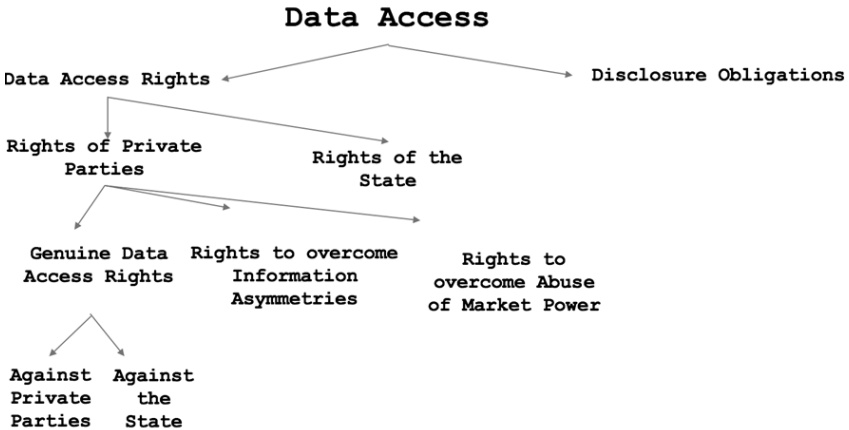 Data Access
Data Access Rights
Disclosure Obligations
Rights of Private
Parties
Rights of the
State
Genuine Data
Access Rights
Rights to overcome
Information
Asymmetries
Rights to
overcome Abuse
of Market Power
Against
Private
Parties
Against
the
State